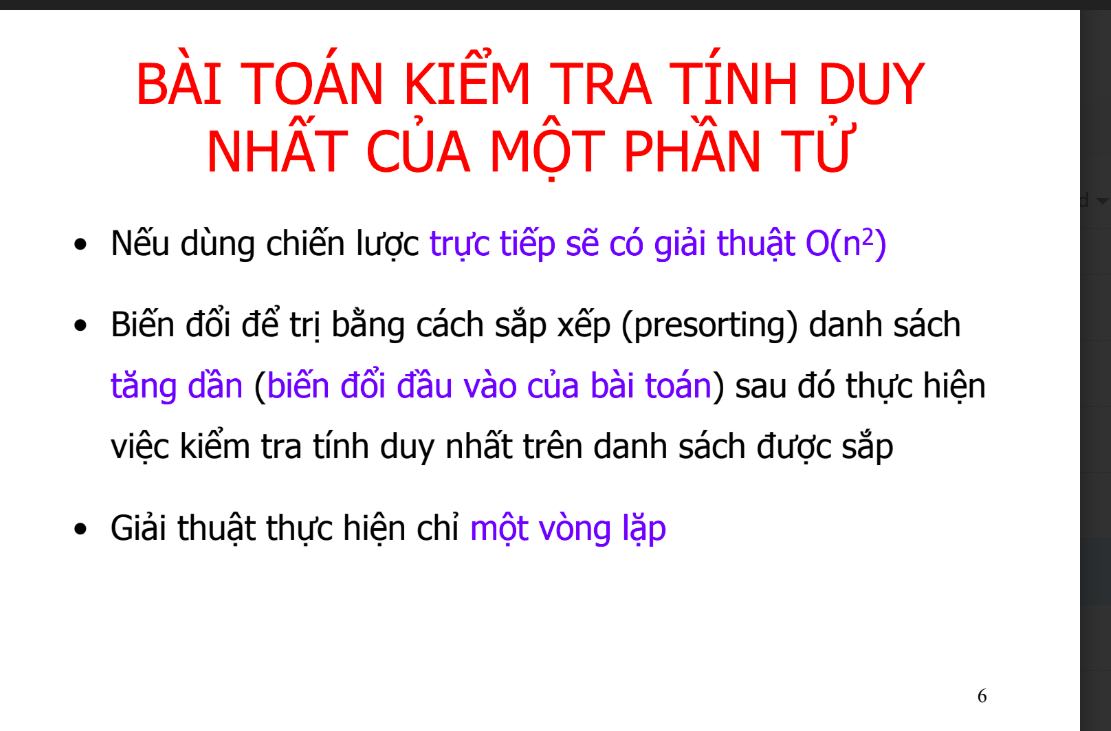 BÀI TOÁN KIỂM TRA TÍNH DUY
NHẤT CỦA MỘT PHẦN TỬ
• Nếu dùng chiến lược trực tiếp sẽ có giải thuật O(n²)
• Biến đổi để trị bằng cách sắp xếp (presorting) danh sách
tăng dần (biến đổi đầu vào của bài toán) sau đó thực hiện
việc kiểm tra tính duy nhất trên danh sách được sắp
• Giải thuật thực hiện chỉ một vòng lặp
6